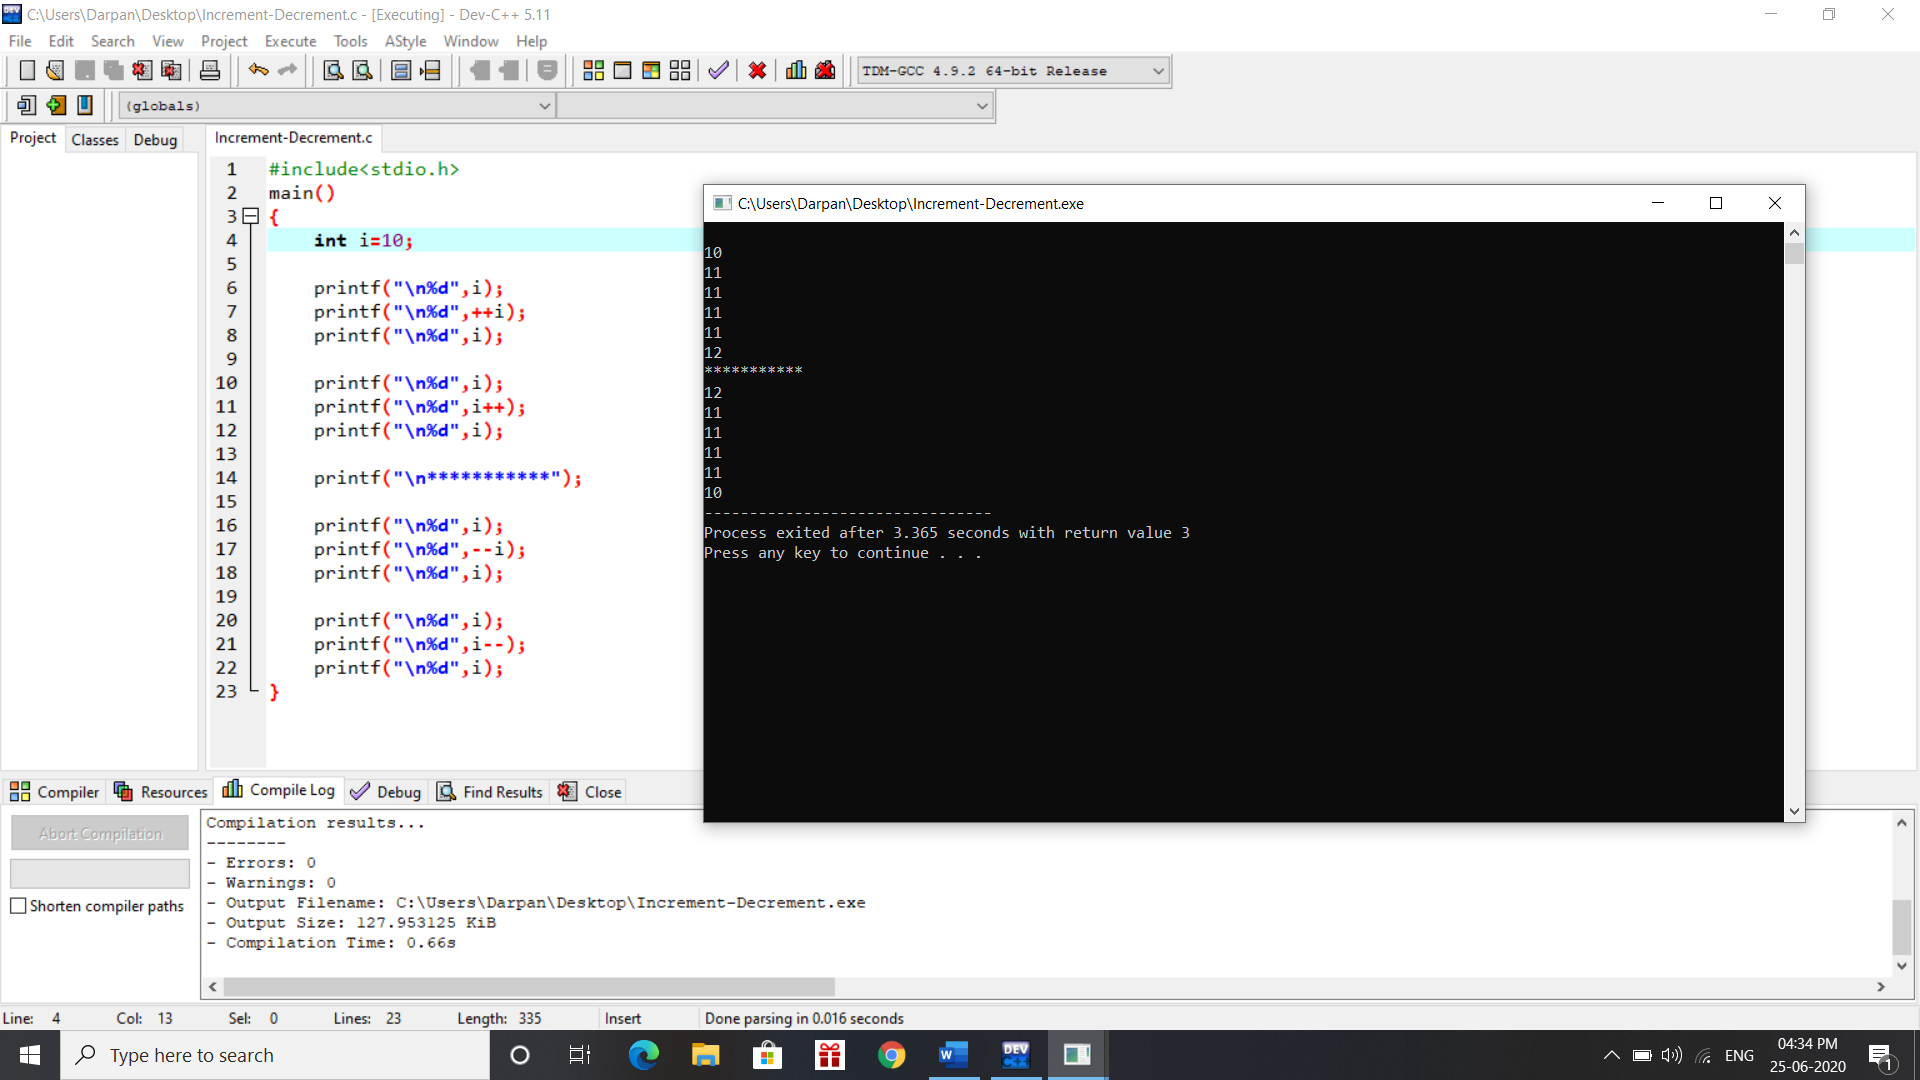 C:\Users\Darpan\Desktop\Increment-Decrement.c - [Executing] - Dev-C++ 5.11
File Edit Search View Project Execute Tools AStyle Window Help
TDM-GCC 4.9.2 64-bit Release
(globals)
Project Classes Debug
Increment-Decrement.c
1 #include<stdio.h>
2 main()
3 {
4 int i=10;
5
6 printf("\n%d",i);
7 printf("\n%d",++i);
8 printf("\n%d",i);
9
10 printf("\n%d",i);
11 printf("\n%d",i++);
12 printf("\n%d",i);
13
14 printf("\n***********");
15
16 printf("\n%d",i);
17 printf("\n%d",--i);
18 printf("\n%d",i);
19
20 printf("\n%d",i);
21 printf("\n%d",i--);
22 printf("\n%d",i);
23 }
C:\Users\Darpan\Desktop\Increment-Decrement.exe
10
11
11
11
11
12
***********
12
11
11
11
11
10
--------------------------------
Process exited after 3.365 seconds with return value 3
Press any key to continue . . .
Compiler Resources Compile Log Debug Find Results Close
Abort Compilation
Shorten compiler paths
Compilation results...
--------
- Errors: 0
- Warnings: 0
- Output Filename: C:\Users\Darpan\Desktop\Increment-Decrement.exe
- Output Size: 127.953125 KiB
- Compilation Time: 0.66s
Line: 4 Col: 13 Sel: 0 Lines: 23 Length: 335 Insert Done parsing in 0.016 seconds
Type here to search
DEV C++
ENG
04:34 PM
25-06-2020
1